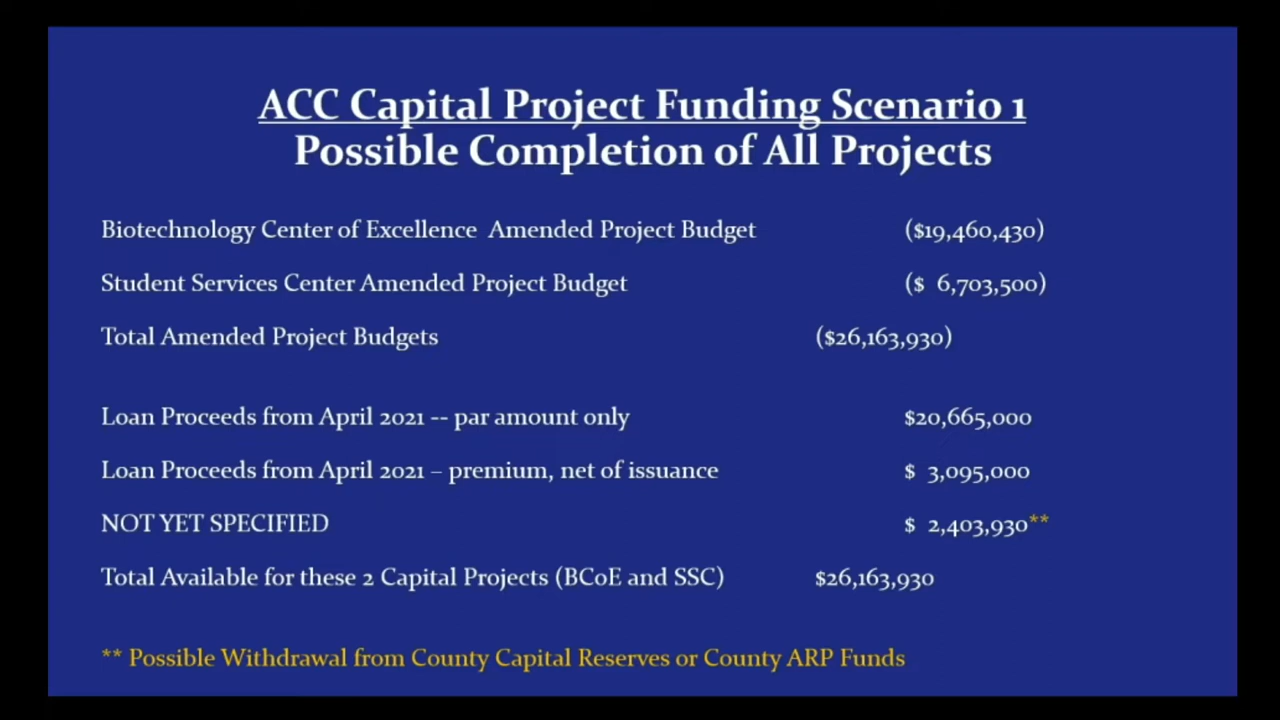 ACC Capital Project Funding Scenario 1
Possible Completion of All Projects
Biotechnology Center of Excellence  Amended Project Budget ($19,460,430)
Student Services Center Amended Project Budget ($  6,703,500)
Total Amended Project Budgets ($26,163,930)
Loan Proceeds from April 2021 -- par amount only $20,665,000
Loan Proceeds from April 2021 – premium, net of issuance $  3,095,000
NOT YET SPECIFIED $  2,403,930**
Total Available for these 2 Capital Projects (BCoE and SSC) $26,163,930
** Possible Withdrawal from County Capital Reserves or County ARP Funds